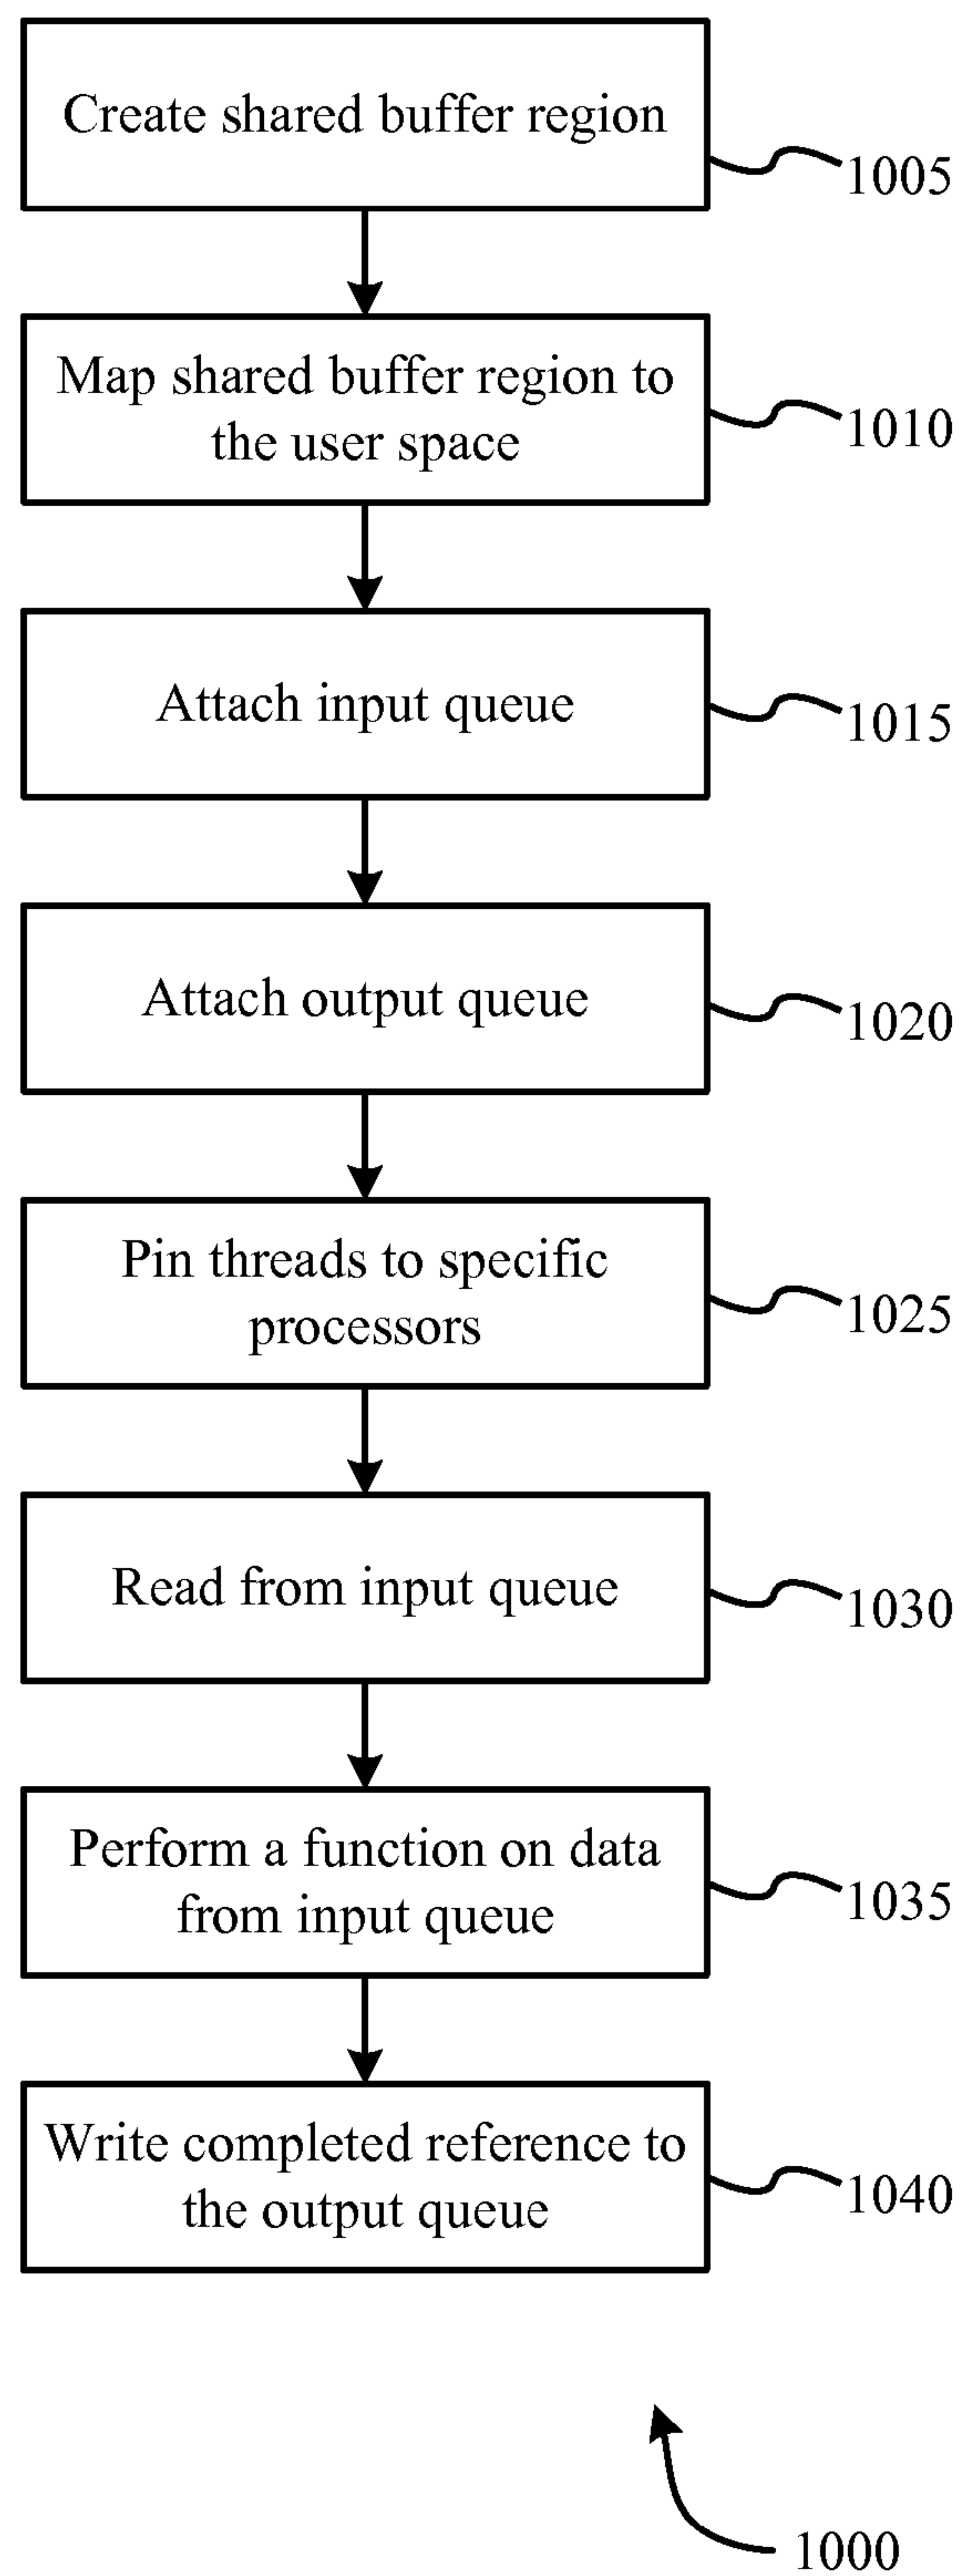 Create shared buffer region
1005
Map shared buffer region to
the user space
1010
Attach input queue
1015
Attach output queue
1020
Pin threads to specific
processors
1025
Read from input queue
1030
Perform a function on data
from input queue
1035
Write completed reference to
the output queue
1040
1000